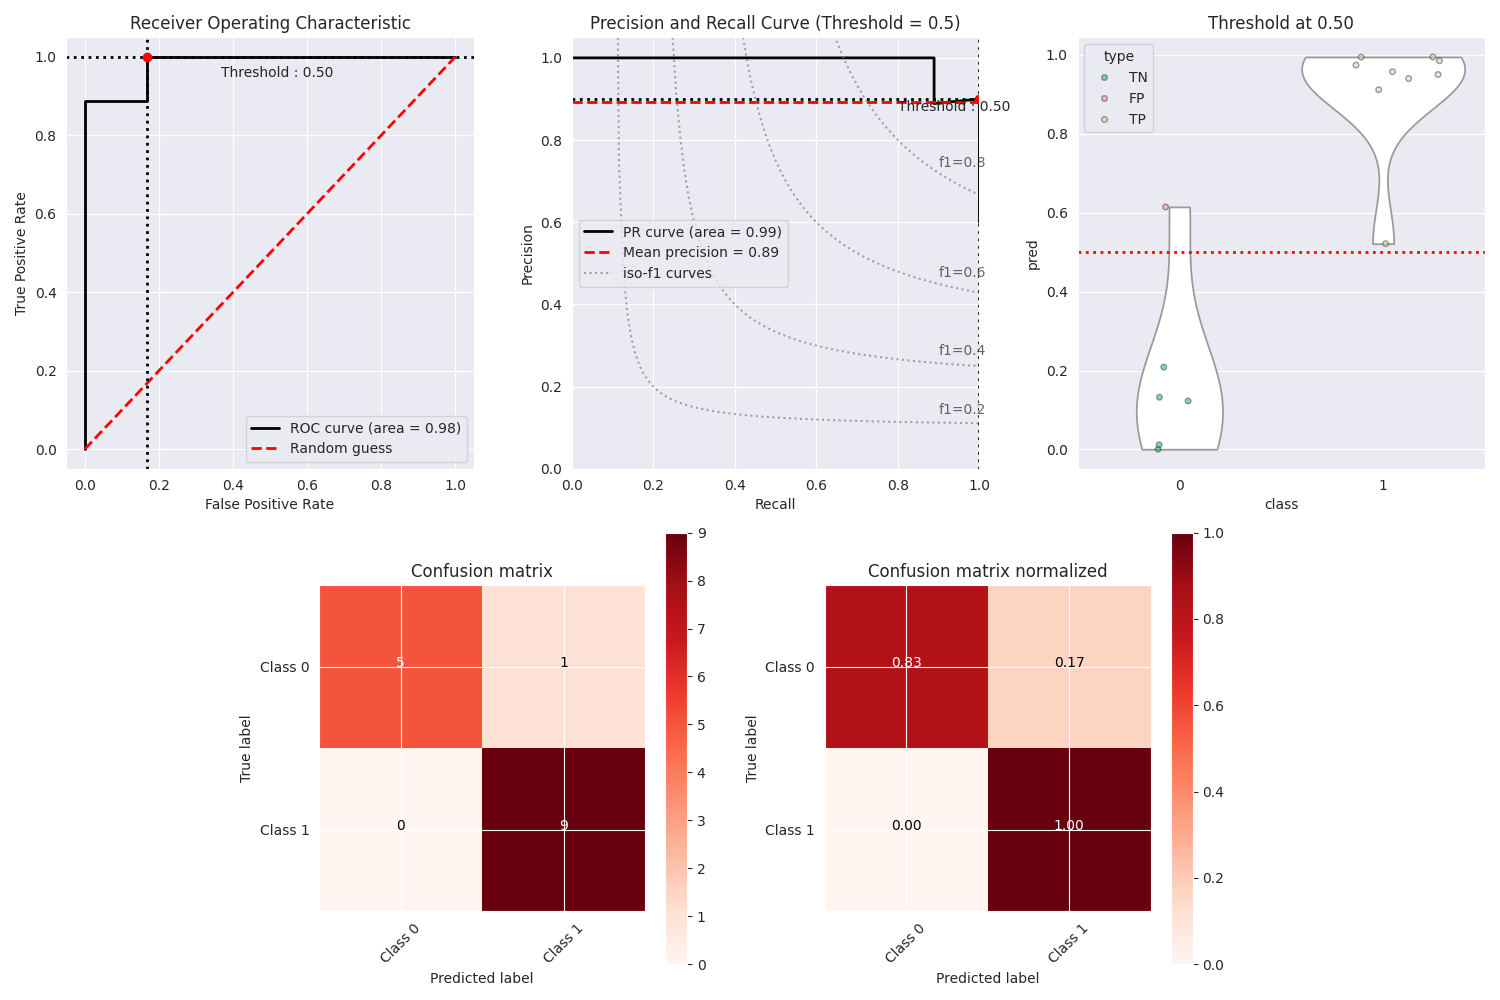 Receiver Operating Characteristic
1.0
0.8
0.6
0.4
0.2
0.0
True Positive Rate
Threshold : 0.50
ROC curve (area = 0.98)
Random guess
0.0 0.2 0.4 0.6 0.8 1.0
False Positive Rate
Precision and Recall Curve (Threshold = 0.5)
1.0
0.8
0.6
0.4
0.2
0.0
Precision
Threshold : 0.50
f1=0.8
f1=0.6
f1=0.4
f1=0.2
PR curve (area = 0.99)
Mean precision = 0.89
iso-f1 curves
0.0 0.2 0.4 0.6 0.8 1.0
Recall
Threshold at 0.50
1.0
0.8
0.6
0.4
0.2
0.0
pred
type
TN
FP
TP
0 1
class
Confusion matrix
Class 0
Class 1
True label
5 1
0 9
Class 0 Class 1
Predicted label
9
8
7
6
5
4
3
2
1
0
Confusion matrix normalized
Class 0
Class 1
True label
0.83 0.17
0.00 1.00
Class 0 Class 1
Predicted label
1.0
0.8
0.6
0.4
0.2
0.0